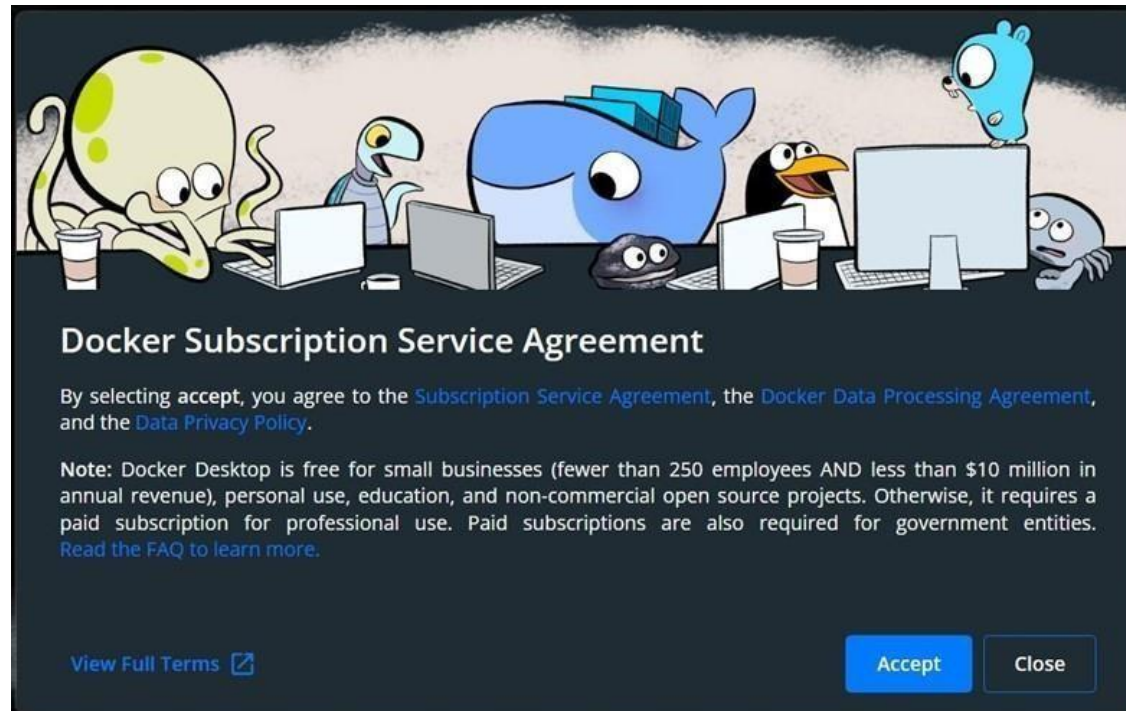 Docker Subscription Service Agreement
By selecting accept, you agree to the Subscription Service Agreement, the Docker Data Processing Agreement,
and the Data Privacy Policy.
Note: Docker Desktop is free for small businesses (fewer than 250 employees AND less than $10 million in
annual revenue), personal use, education, and non-commercial open source projects. Otherwise, it requires a
paid subscription for professional use. Paid subscriptions are also required for government entities.
Read the FAQ to learn more.
View Full Terms
Accept
Close